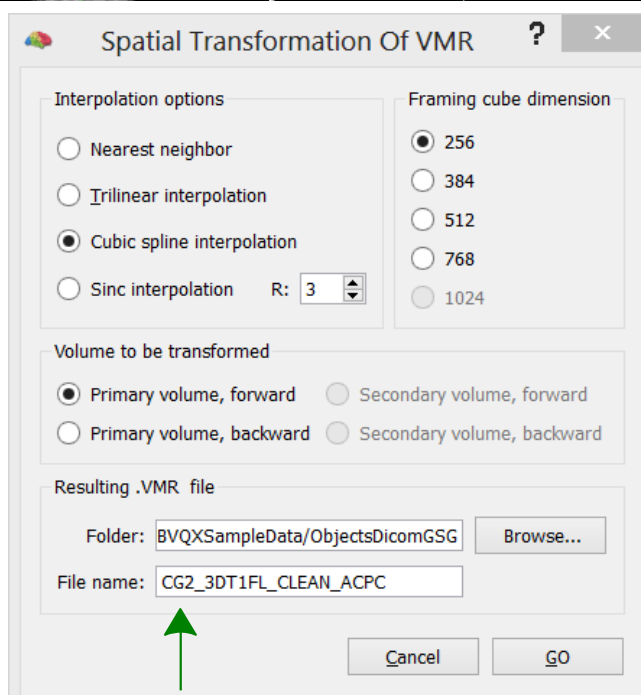 Spatial Transformation Of VMR ? ×
Interpolation options
Nearest neighbor
Trilinear interpolation
Cubic spline interpolation
Sinc interpolation R: 3
Framing cube dimension
256
384
512
768
1024
Volume to be transformed
Primary volume, forward Secondary volume, forward
Primary volume, backward Secondary volume, backward
Resulting .VMR file
Folder: BVQXSampleData/ObjectsDicomGSG Browse...
File name: CG2_3DT1FL_CLEAN_ACPC
Cancel GO